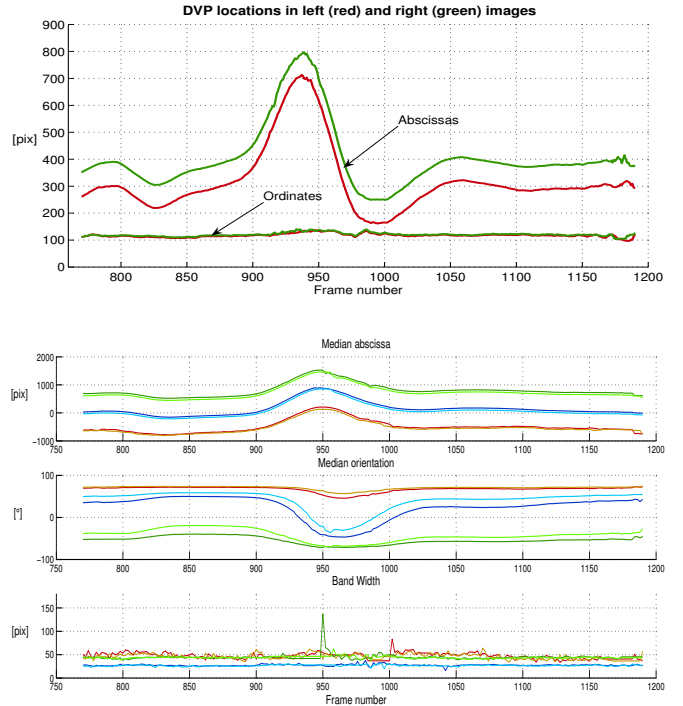 DVP locations in left (red) and right (green) images
900
800
700
600
500
400
300
200
100
0
[pix]
Abscissas
Ordinates
800 850 900 950 1000 1050 1100 1150 1200
Frame number
Median abscissa
2000
1000
0
−1000
[pix]
750 800 850 900 950 1000 1050 1100 1150 1200
Median orientation
100
0
−100
[°]
750 800 850 900 950 1000 1050 1100 1150 1200
Band Width
150
100
50
0
[pix]
750 800 850 900 950 1000 1050 1100 1150 1200
Frame number